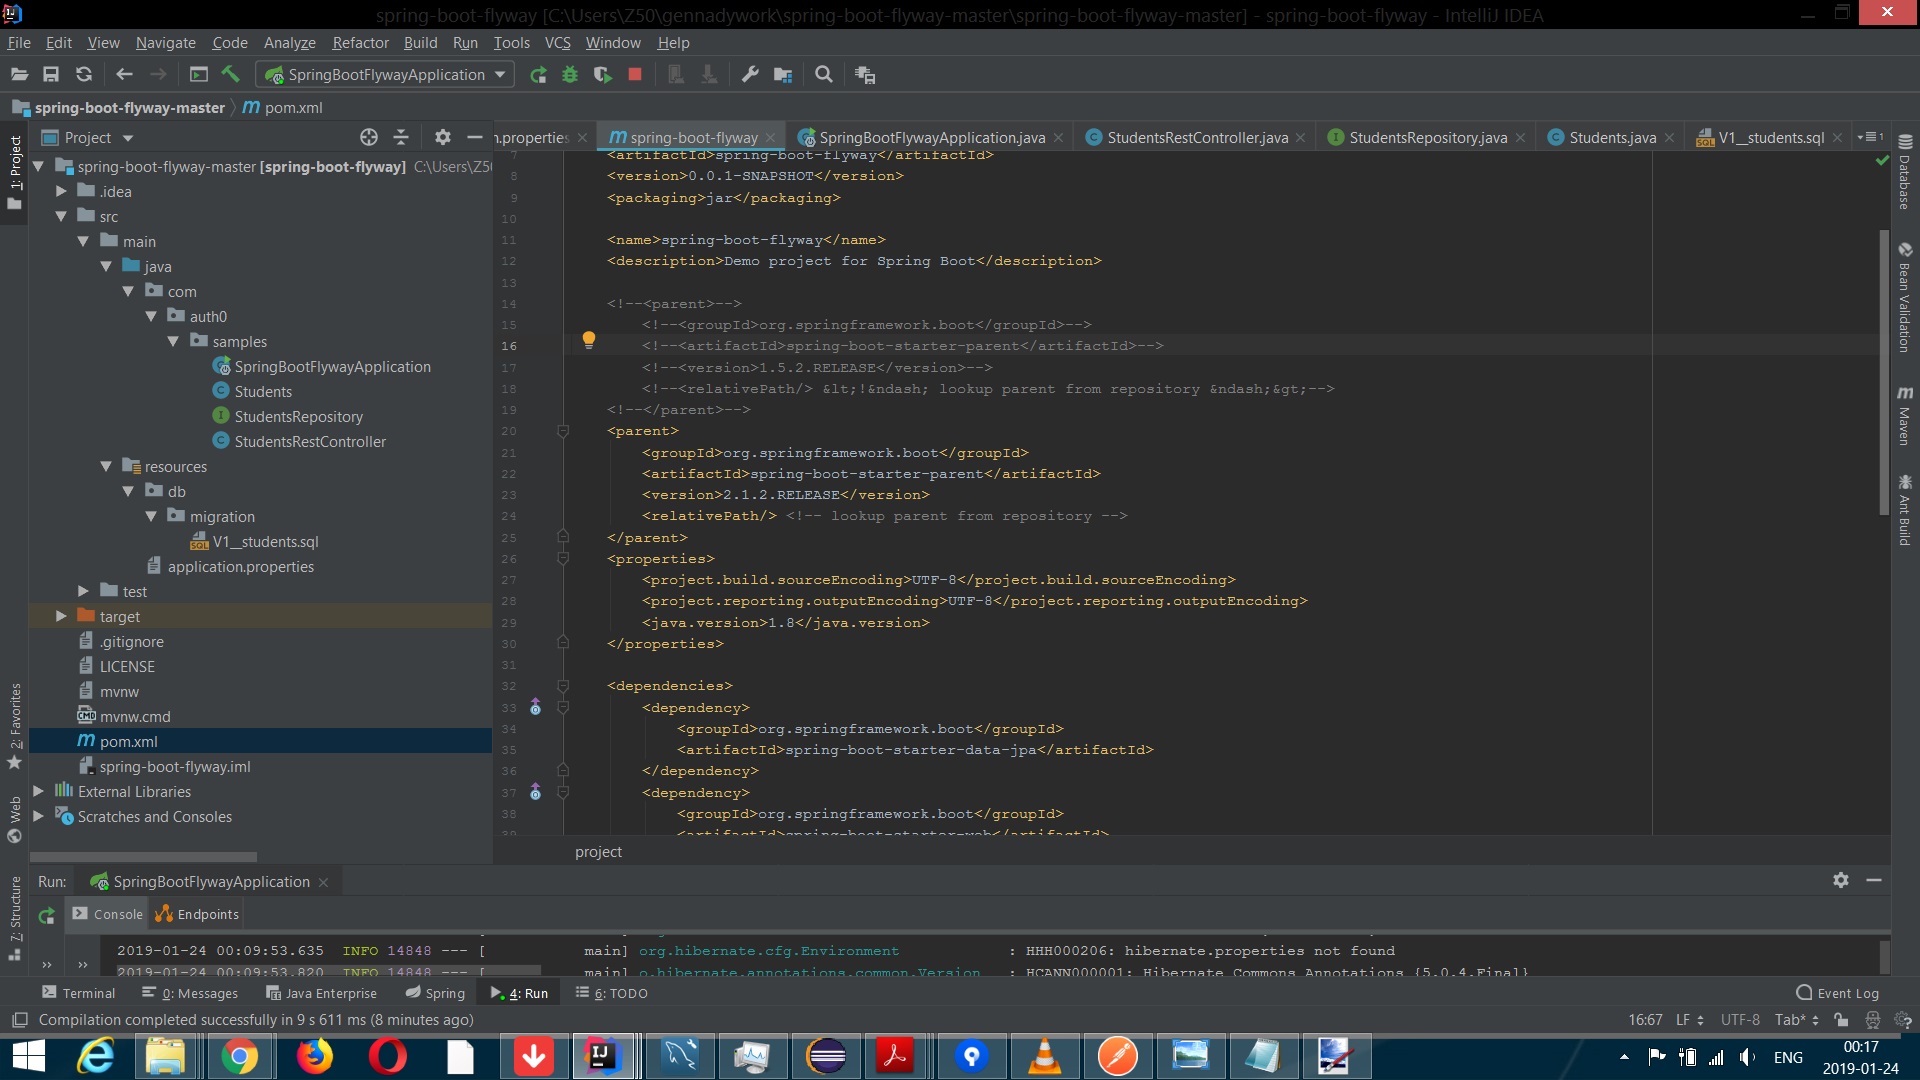 spring-boot-flyway [C:\Users\Z50\gennadywork\spring-boot-flyway-master\spring-boot-flyway-master] - spring-boot-flyway - IntelliJ IDEA
File Edit View Navigate Code Analyze Refactor Build Run Tools VCS Window Help
SpringBootFlywayApplication
spring-boot-flyway-master pom.xml
Project
n.properties spring-boot-flyway SpringBootFlywayApplication.java StudentsRestController.java StudentsRepository.java Students.java V1__students.sql
1: Project
2: Favorites
Web
7: Structure
spring-boot-flyway-master [spring-boot-flyway] C:\Users\Z50
.idea
src
main
java
com
auth0
samples
SpringBootFlywayApplication
Students
StudentsRepository
StudentsRestController
resources
db
migration
V1__students.sql
application.properties
test
target
.gitignore
LICENSE
mvnw
mvnw.cmd
pom.xml
spring-boot-flyway.iml
External Libraries
Scratches and Consoles
7 <artifactId>spring-boot-flyway</artifactId>
8 <version>0.0.1-SNAPSHOT</version>
9 <packaging>jar</packaging>
10
11 <name>spring-boot-flyway</name>
12 <description>Demo project for Spring Boot</description>
13
14 <!--<parent>-->
15 <!--<groupId>org.springframework.boot</groupId>-->
16 <!--<artifactId>spring-boot-starter-parent</artifactId>-->
17 <!--<version>1.5.2.RELEASE</version>-->
18 <!--<relativePath/> &lt;!&ndash; lookup parent from repository &ndash;&gt;-->
19 <!--</parent>-->
20 <parent>
21 <groupId>org.springframework.boot</groupId>
22 <artifactId>spring-boot-starter-parent</artifactId>
23 <version>2.1.2.RELEASE</version>
24 <relativePath/> <!-- lookup parent from repository -->
25 </parent>
26 <properties>
27 <project.build.sourceEncoding>UTF-8</project.build.sourceEncoding>
28 <project.reporting.outputEncoding>UTF-8</project.reporting.outputEncoding>
29 <java.version>1.8</java.version>
30 </properties>
31
32 <dependencies>
33 <dependency>
34 <groupId>org.springframework.boot</groupId>
35 <artifactId>spring-boot-starter-data-jpa</artifactId>
36 </dependency>
37 <dependency>
38 <groupId>org.springframework.boot</groupId>
39 <artifactId>spring-boot-starter-web</artifactId>
project
Database
Bean Validation
Maven
Ant Build
Run: SpringBootFlywayApplication
Console Endpoints
2019-01-24 00:09:53.635 INFO 14848 --- [ main] org.hibernate.cfg.Environment : HHH000206: hibernate.properties not found
2019-01-24 00:09:53.820 INFO 14848 --- [ main] o.hibernate.annotations.common.Version : HCANN000001: Hibernate Commons Annotations {5.0.4.Final}
Terminal 0: Messages Java Enterprise Spring 4: Run 6: TODO Event Log
Compilation completed successfully in 9 s 611 ms (8 minutes ago) 16:67 LF UTF-8 Tab*
ENG 00:17
2019-01-24